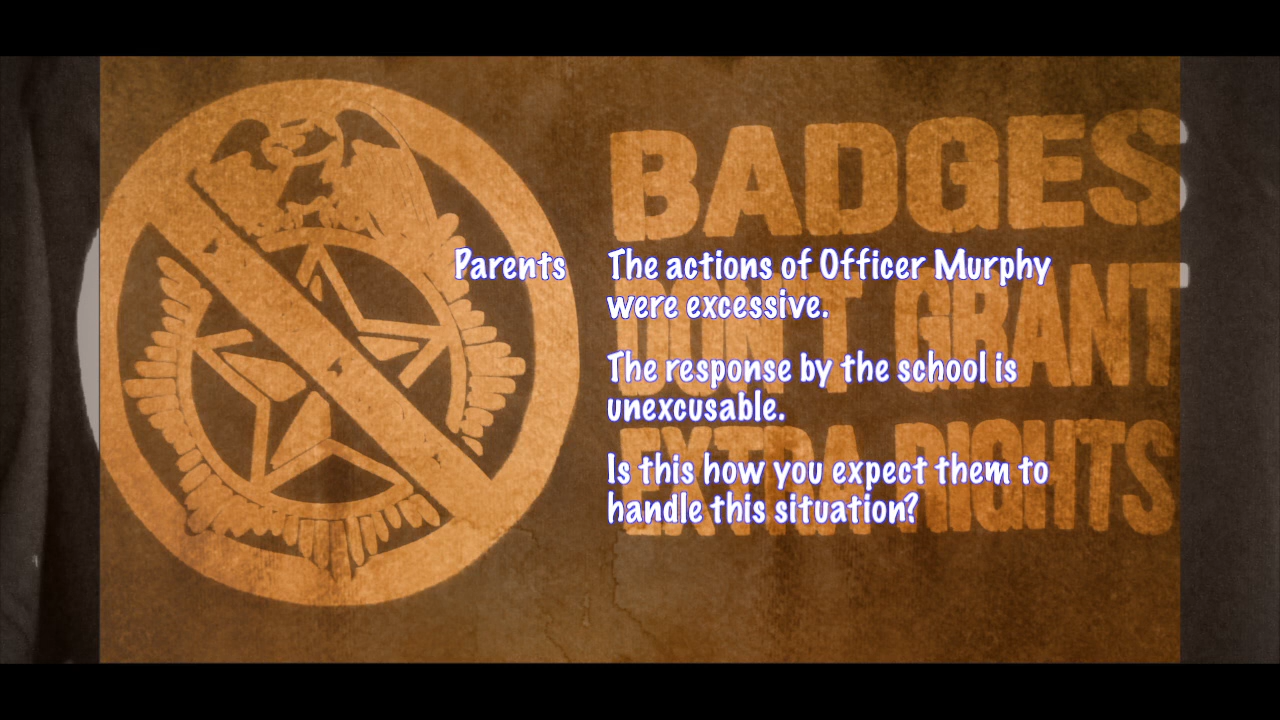 BADGES
DON'T GRANT
EXTRA RIGHTS
Parents
The actions of Officer Murphy
were excessive.
The response by the school is
unexcusable.
Is this how you expect them to
handle this situation?